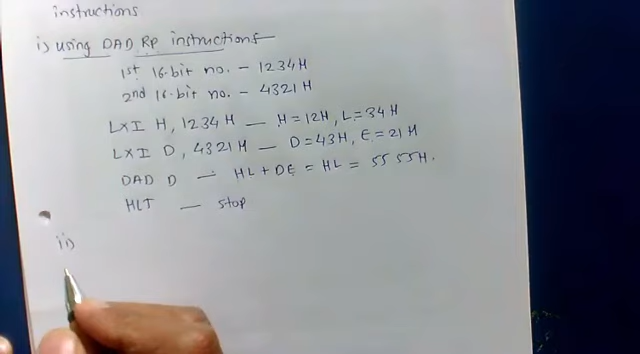 instructions
i) using DAD Rp instructions
1st 16-bit no. - 1234H
2nd 16-bit no. - 4321H
LXI H, 1234H — H=12H, L=34H
LXI D, 4321H — D=43H, E=21H
DAD D — HL+DE = HL = 5555H.
HLT — stop
ii)